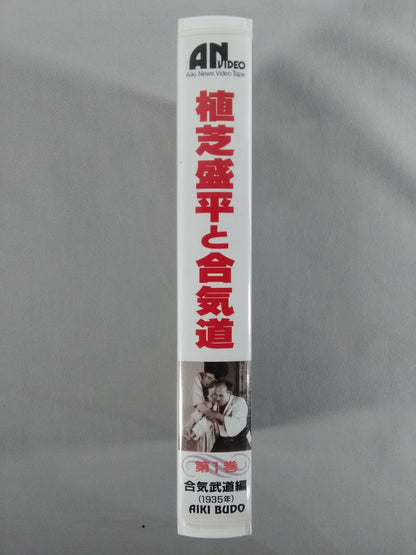 AN VIDEO
Aiki News Video Tape
植芝盛平と合気道
第1巻
合気武道編
(1935年)
AIKI BUDO